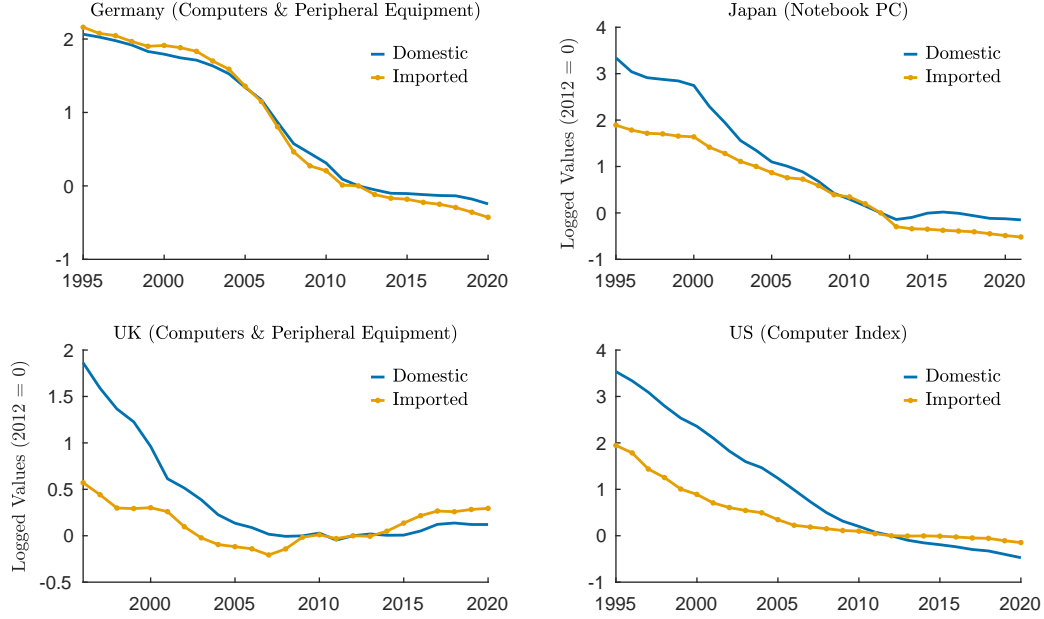 Germany (Computers & Peripheral Equipment)
2
1
0
-1
1995 2000 2005 2010 2015 2020
Domestic
Imported
Japan (Notebook PC)
Logged Values (2012 = 0)
4
3
2
1
0
-1
1995 2000 2005 2010 2015 2020
Domestic
Imported
UK (Computers & Peripheral Equipment)
Logged Values (2012 = 0)
2
1.5
1
0.5
0
-0.5
2000 2005 2010 2015 2020
Domestic
Imported
US (Computer Index)
4
3
2
1
0
-1
1995 2000 2005 2010 2015 2020
Domestic
Imported